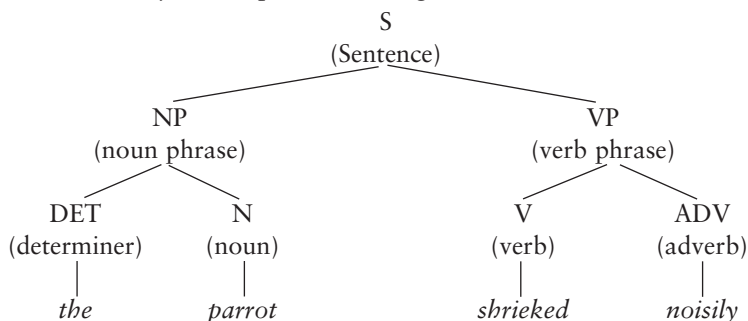 S
(Sentence)
NP VP
(noun phrase) (verb phrase)
DET N V ADV
(determiner) (noun) (verb) (adverb)
the parrot shrieked noisily